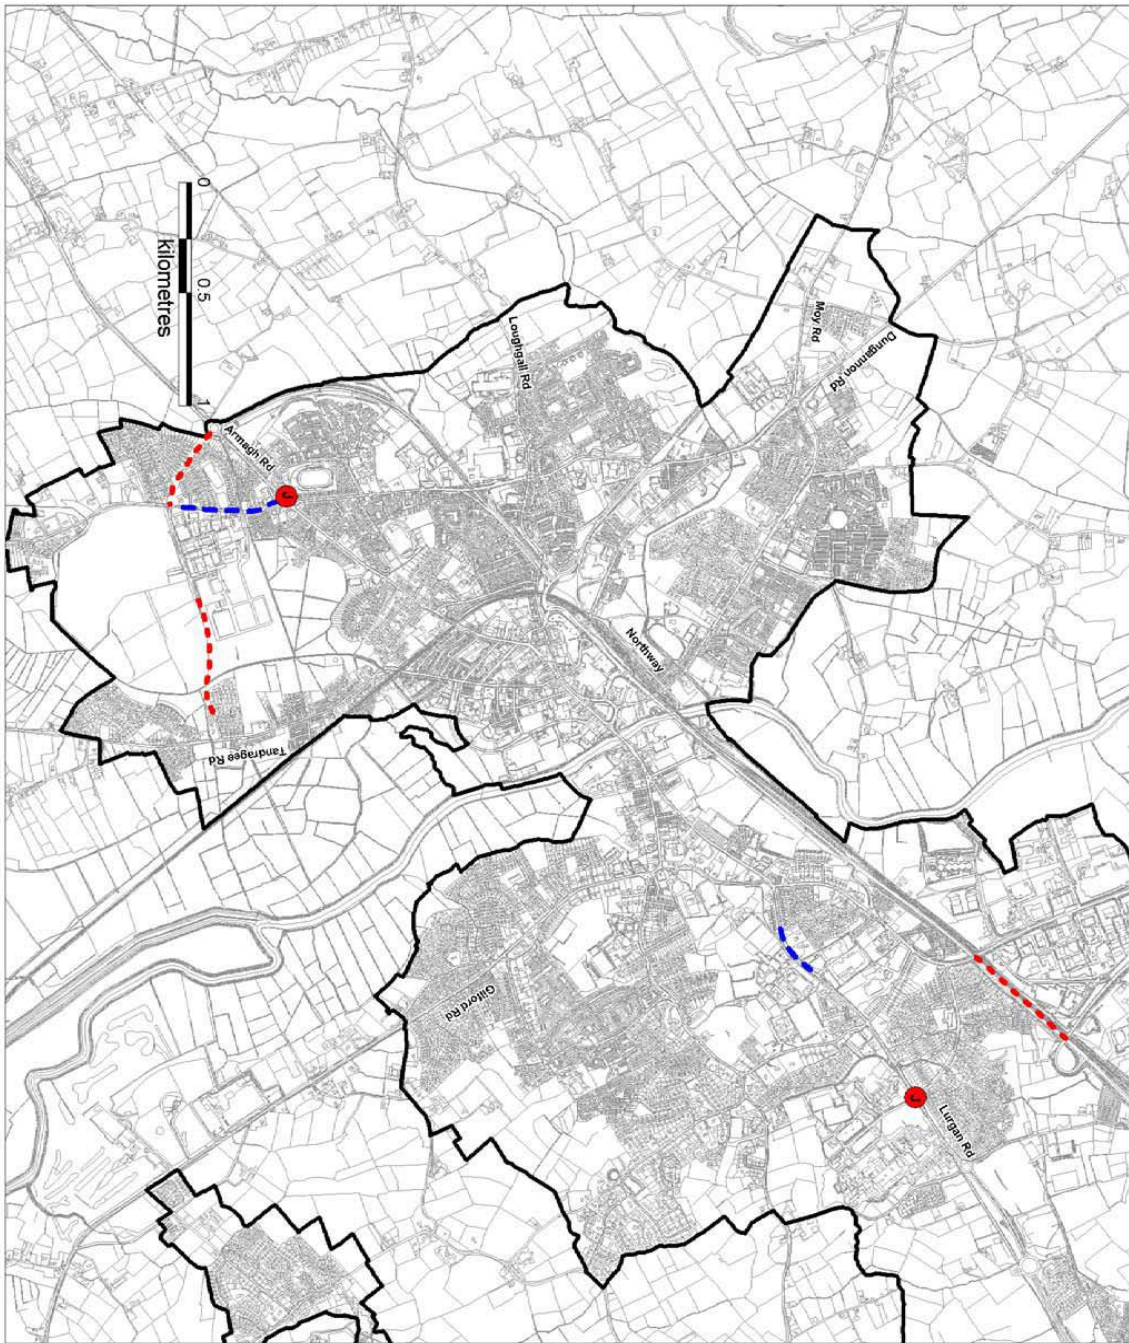 Moy Rd
Dungannon Rd
Loughgall Rd
0
0.5
1
kilometres
Armagh Rd
J
Northway
Tandragee Rd
Gilford Rd
J
Lurgan Rd